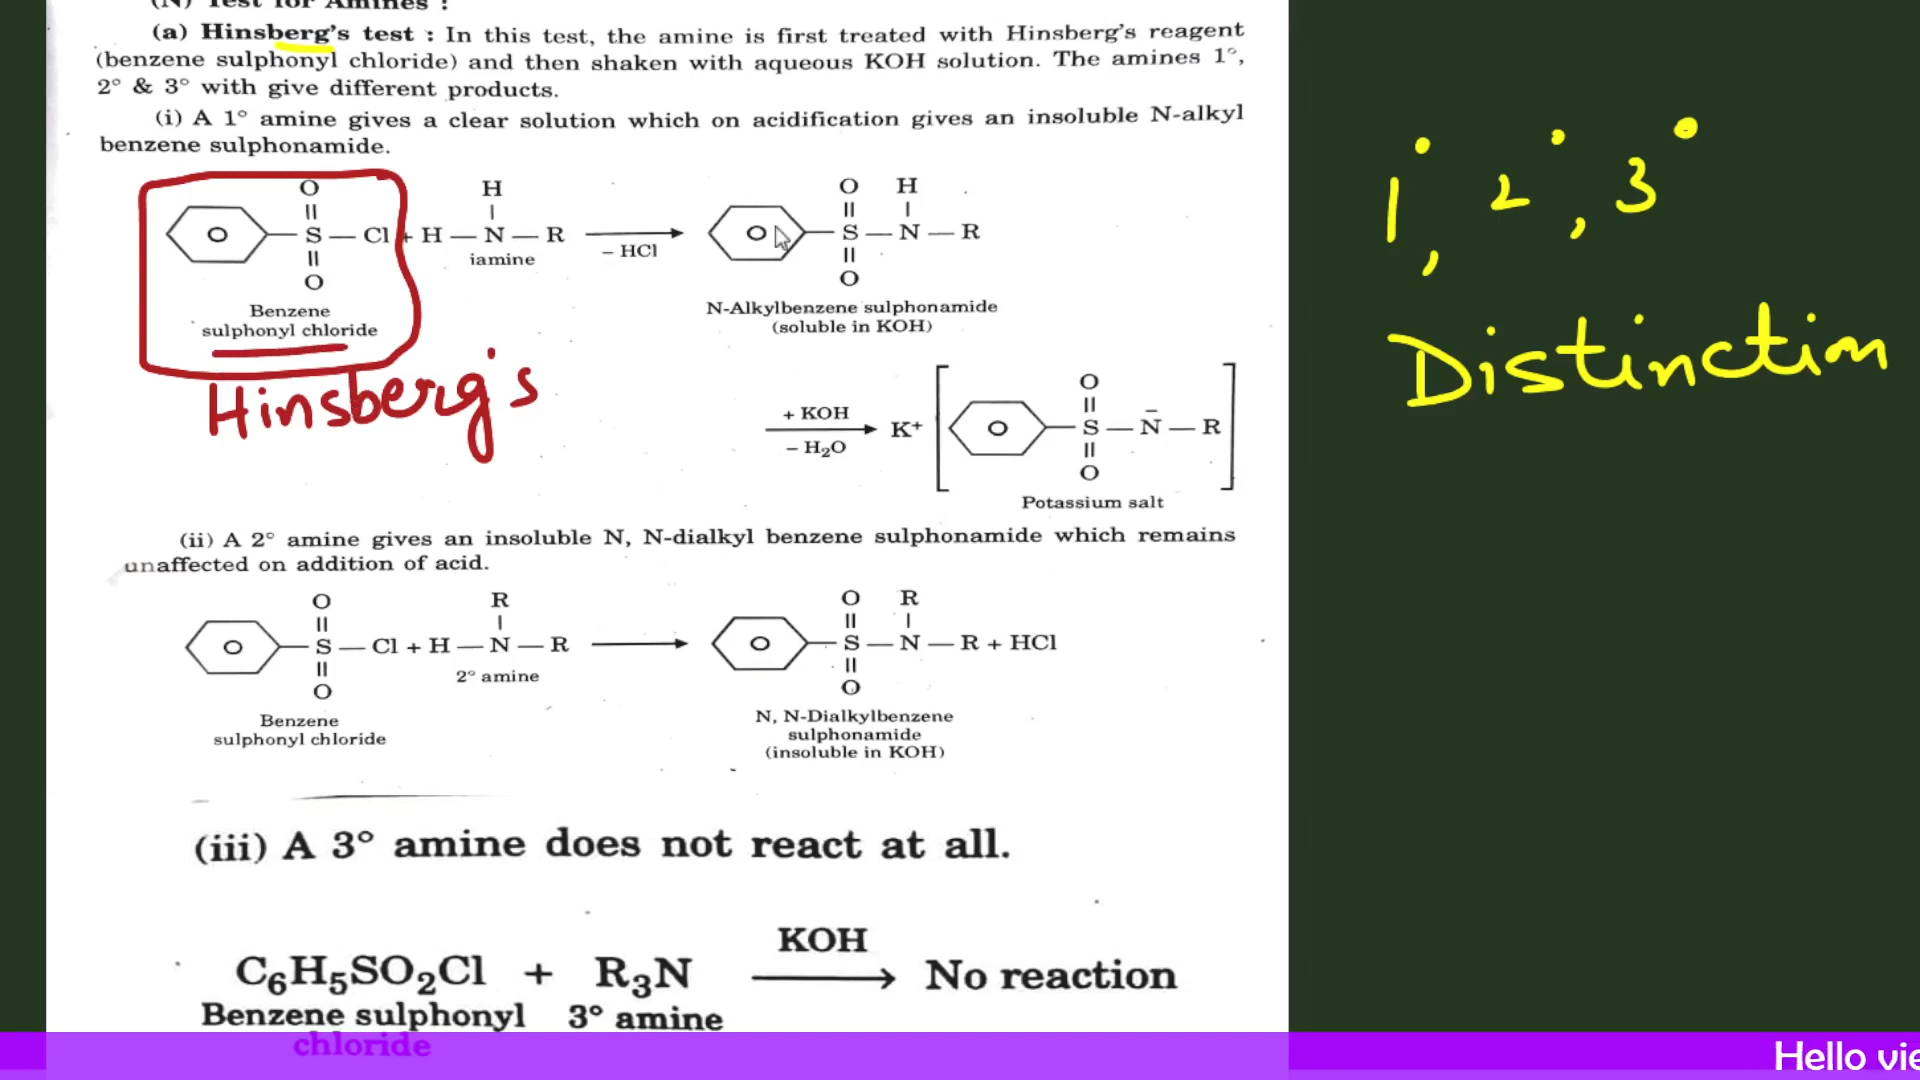 (N) Test for Amines :
(a) Hinsberg's test : In this test, the amine is first treated with Hinsberg's reagent
(benzene sulphonyl chloride) and then shaken with aqueous KOH solution. The amines 1°,
2° & 3° with give different products.
(i) A 1° amine gives a clear solution which on acidification gives an insoluble N-alkyl
benzene sulphonamide.
O H O H
|| | || |
S — Cl + H — N — R S — N — R
|| iamine – HCl ||
O O
Benzene
sulphonyl chloride
N-Alkylbenzene sulphonamide
(soluble in KOH)
Hinsberg's
O
||
+ KOH
– H₂O
K⁺ [ S — N̄ — R ]
||
O
Potassium salt
(ii) A 2° amine gives an insoluble N, N-dialkyl benzene sulphonamide which remains
unaffected on addition of acid.
O R O R
|| | || |
S — Cl + H — N — R S — N — R + HCl
|| 2° amine ||
O O
Benzene
sulphonyl chloride
N, N-Dialkylbenzene
sulphonamide
(insoluble in KOH)
(iii) A 3° amine does not react at all.
KOH
C₆H₅SO₂Cl + R₃N → No reaction
Benzene sulphonyl 3° amine
chloride
1°, 2°, 3°
Distinction
Hello vie